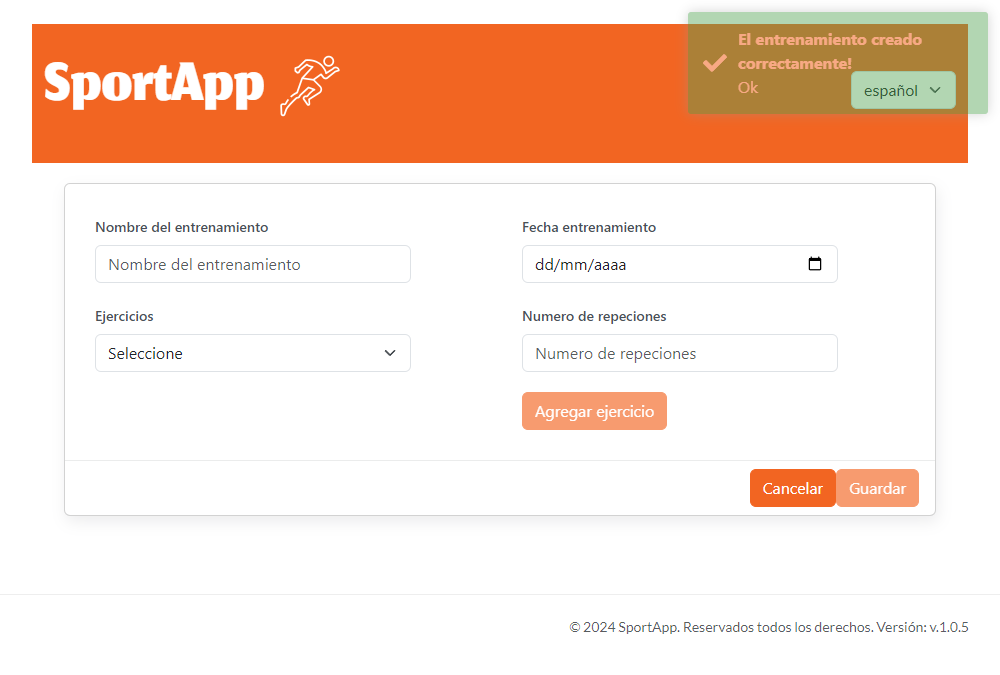 SportApp
El entrenamiento creado
correctamente!
Ok
español
Nombre del entrenamiento
Fecha entrenamiento
Nombre del entrenamiento
dd/mm/aaaa
Ejercicios
Numero de repeciones
Seleccione
Numero de repeciones
Agregar ejercicio
Cancelar
Guardar
© 2024 SportApp. Reservados todos los derechos. Versión: v.1.0.5